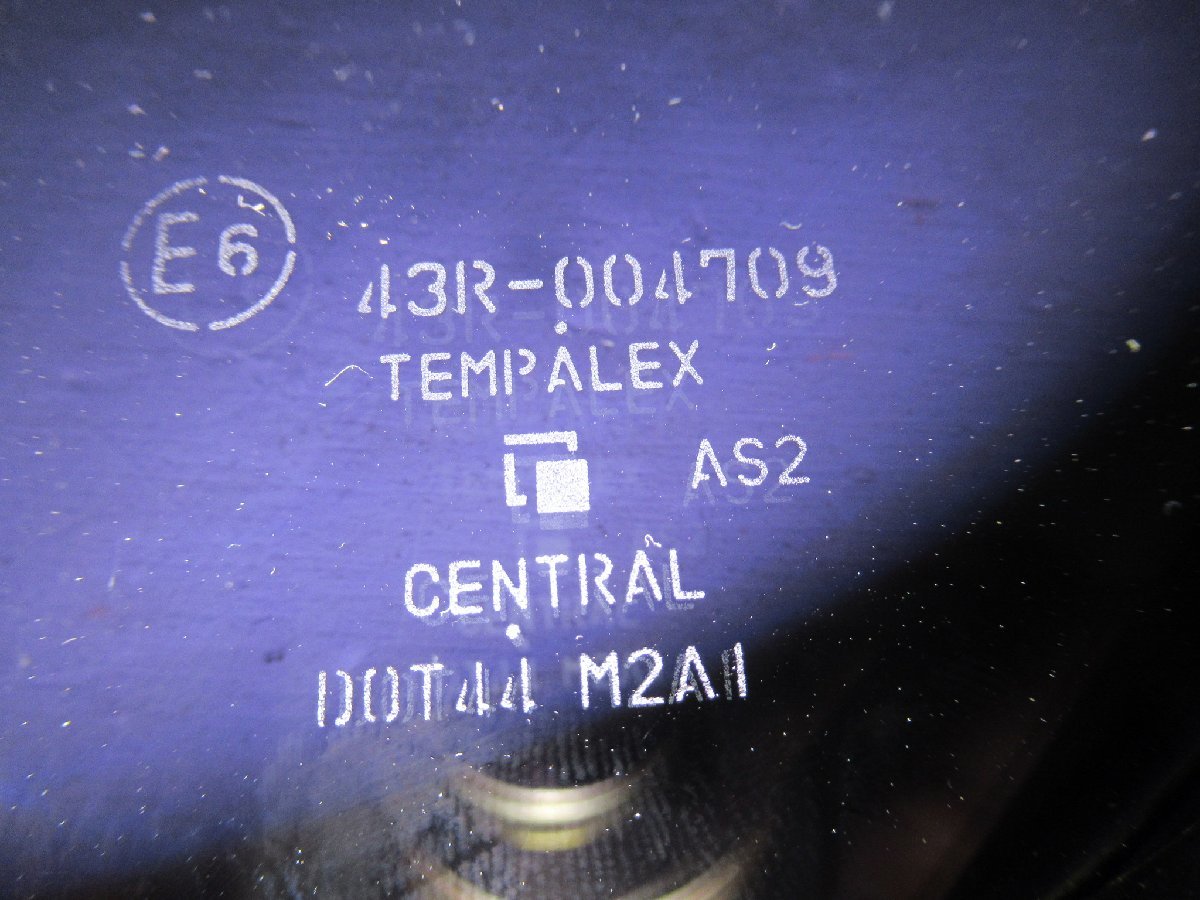 E6
43R-004709
TEMPALEX
AS2
CENTRAL
DOT44 M2A1